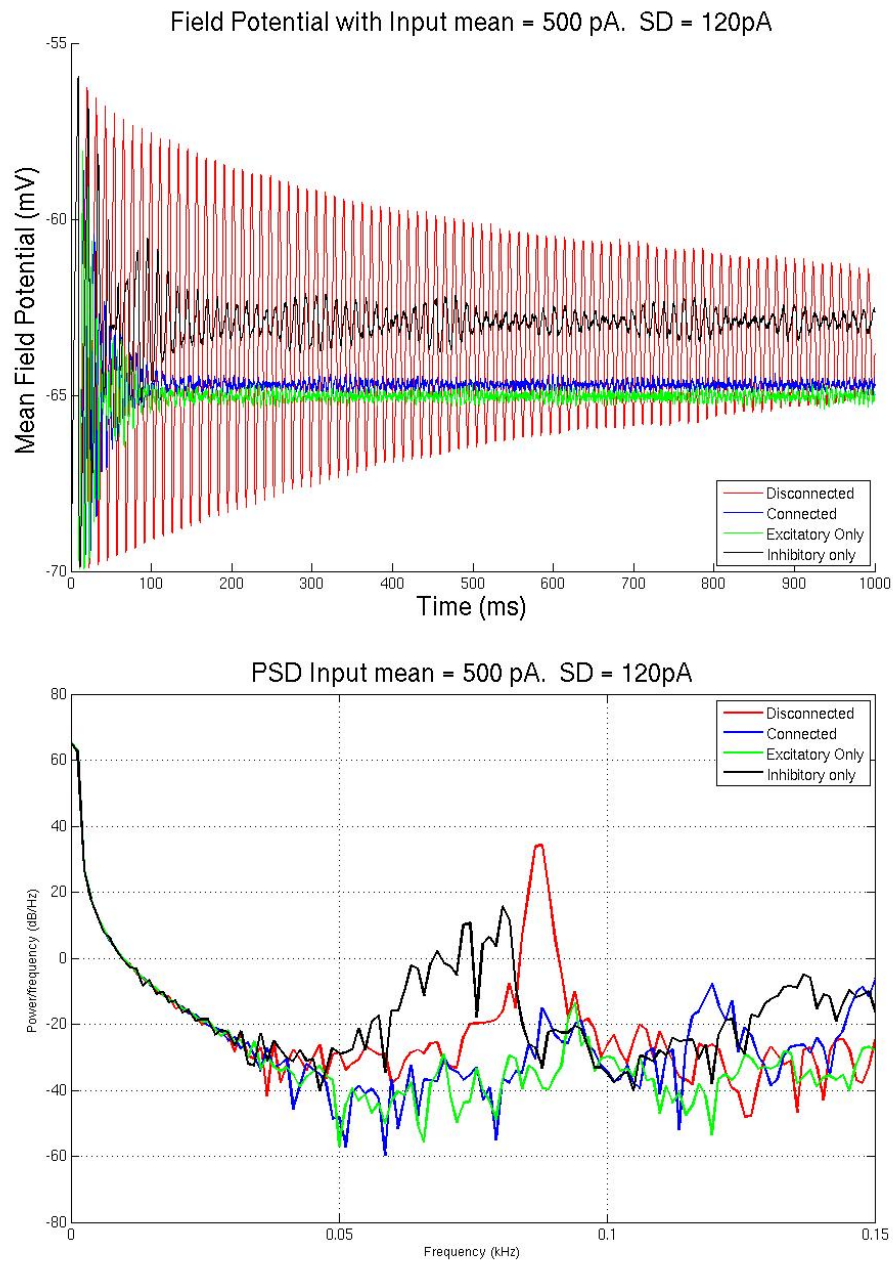 Field Potential with Input mean = 500 pA.  SD = 120pA
-55
-60
-65
-70
Mean Field Potential (mV)
Disconnected
Connected
Excitatory Only
Inhibitory only
0 100 200 300 400 500 600 700 800 900 1000
Time (ms)
PSD Input mean = 500 pA.  SD = 120pA
80
60
40
20
0
-20
-40
-60
-80
Power/frequency (dB/Hz)
Disconnected
Connected
Excitatory Only
Inhibitory only
0 0.05 0.1 0.15
Frequency (kHz)